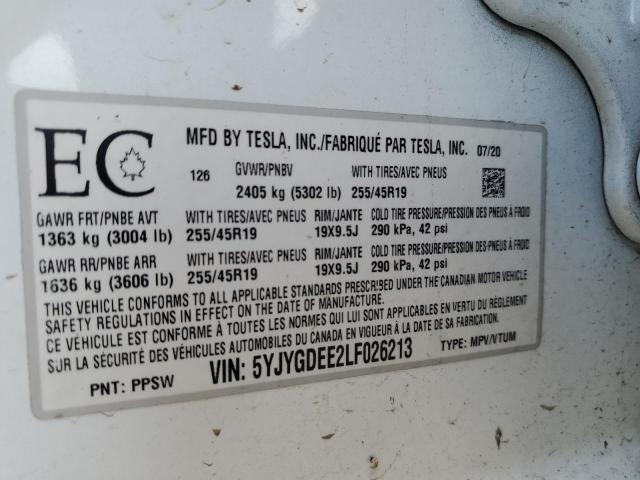 EC
MFD BY TESLA, INC./FABRIQUÉ PAR TESLA, INC. 07/20
126 GVWR/PNBV WITH TIRES/AVEC PNEUS
2405 kg (5302 lb) 255/45R19
GAWR FRT/PNBE AVT WITH TIRES/AVEC PNEUS RIM/JANTE COLD TIRE PRESSURE/PRESSION DES PNEUS À FROID
1363 kg (3004 lb) 255/45R19 19X9.5J 290 kPa, 42 psi
GAWR RR/PNBE ARR WITH TIRES/AVEC PNEUS RIM/JANTE COLD TIRE PRESSURE/PRESSION DES PNEUS À FROID
1636 kg (3606 lb) 255/45R19 19X9.5J 290 kPa, 42 psi
THIS VEHICLE CONFORMS TO ALL APPLICABLE STANDARDS PRESCRIBED UNDER THE CANADIAN MOTOR VEHICLE
SAFETY REGULATIONS IN EFFECT ON THE DATE OF MANUFACTURE.
CE VÉHICULE EST CONFORME À TOUTES LES NORMES QUI LUI SONT APPLICABLES EN VERTU DU RÈGLEMENT
SUR LA SÉCURITÉ DES VÉHICULES AUTOMOBILES DU CANADA EN VIGUEUR À LA DATE DE SA FABRICATION.
PNT: PPSW VIN: 5YJYGDEE2LF026213 TYPE: MPV/VTUM